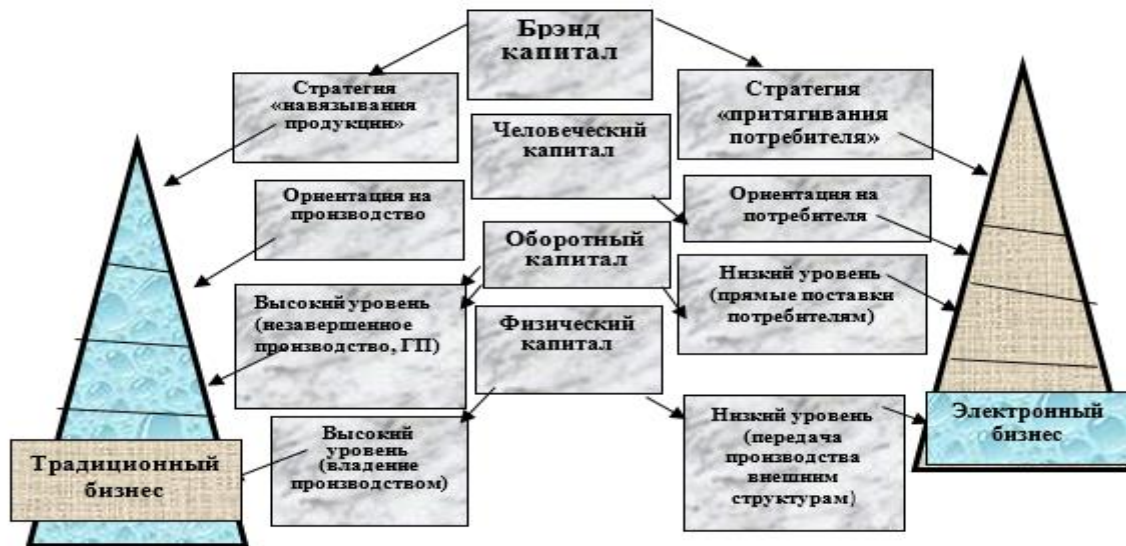 Брэнд
капитал
Стратегия
«навязывания
продукции»
Стратегия
«притягивания
потребителя»
Человеческий
капитал
Ориентация на
производство
Ориентация
на потребителя
Оборотный
капитал
Высокий уровень
(незавершенное
производство, ГП)
Низкий уровень
(прямые поставки
потребителям)
Физический
капитал
Высокий
уровень
(владение
производством)
Низкий уровень
(передача
производства
внешним
структурам)
Традиционный
бизнес
Электронный
бизнес